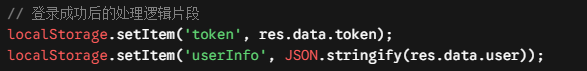 // 登录成功后的处理逻辑片段
localStorage.setItem('token', res.data.token);
localStorage.setItem('userInfo', JSON.stringify(res.data.user));